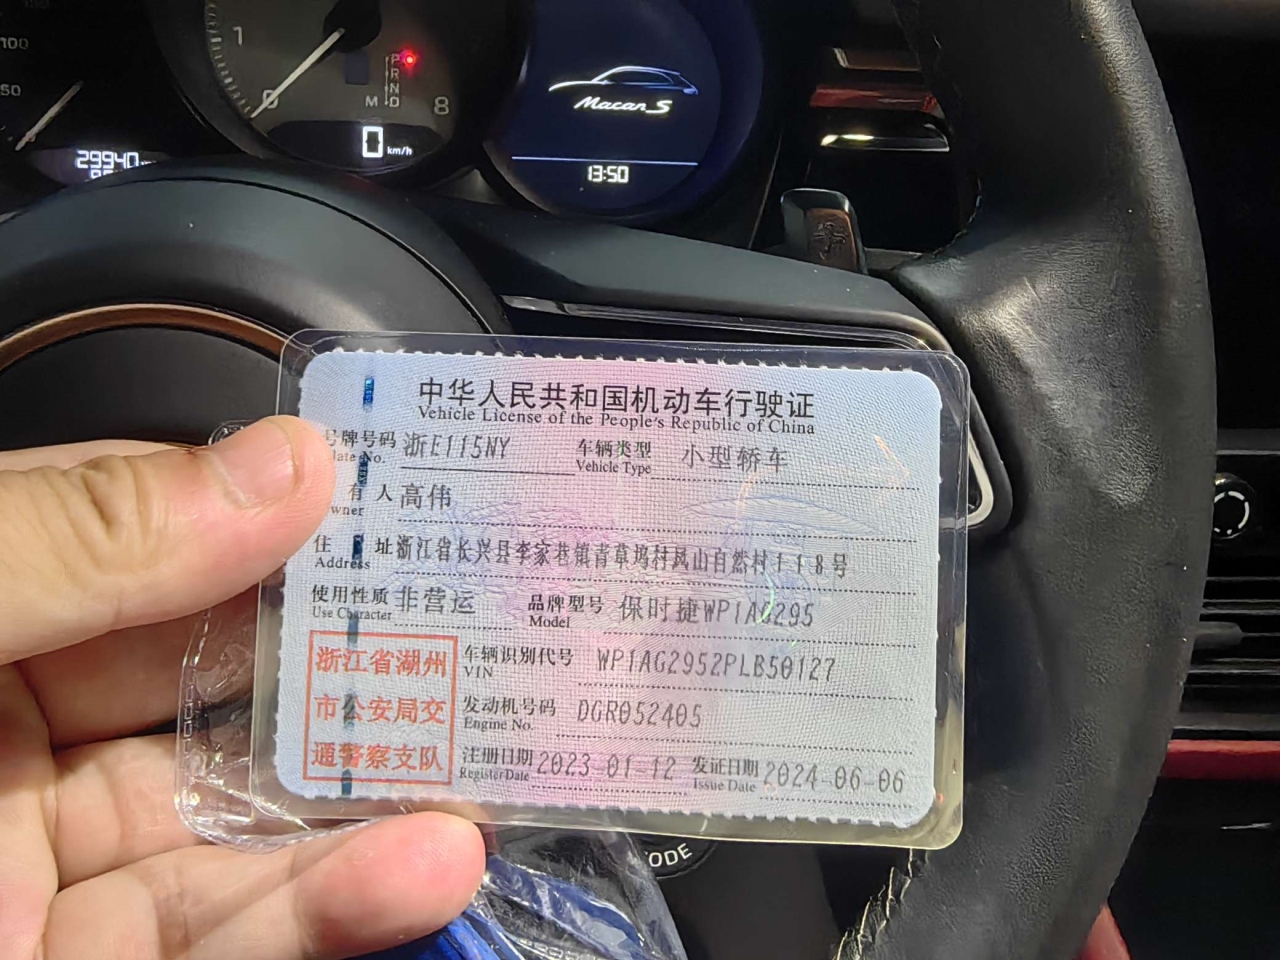 100
50
29940
1
0
8
P
R
N
D
M
0 km/h
Macan S
13:50
中华人民共和国机动车行驶证
Vehicle License of the People's Republic of China
号牌号码 浙E115NY 车辆类型 小型轿车
Plate No. Vehicle Type
有人 高伟
Owner
住址 浙江省长兴县李家巷镇青草坞村凤山自然村118号
Address
使用性质 非营运 品牌型号 保时捷WP1AG295
Use Character Model
浙江省湖州
市公安局交
通警察支队
车辆识别代号 WP1AG2952PLB50127
VIN
发动机号码 DGR052405
Engine No.
注册日期 2023-01-12 发证日期 2024-06-06
Register Date Issue Date
ODE